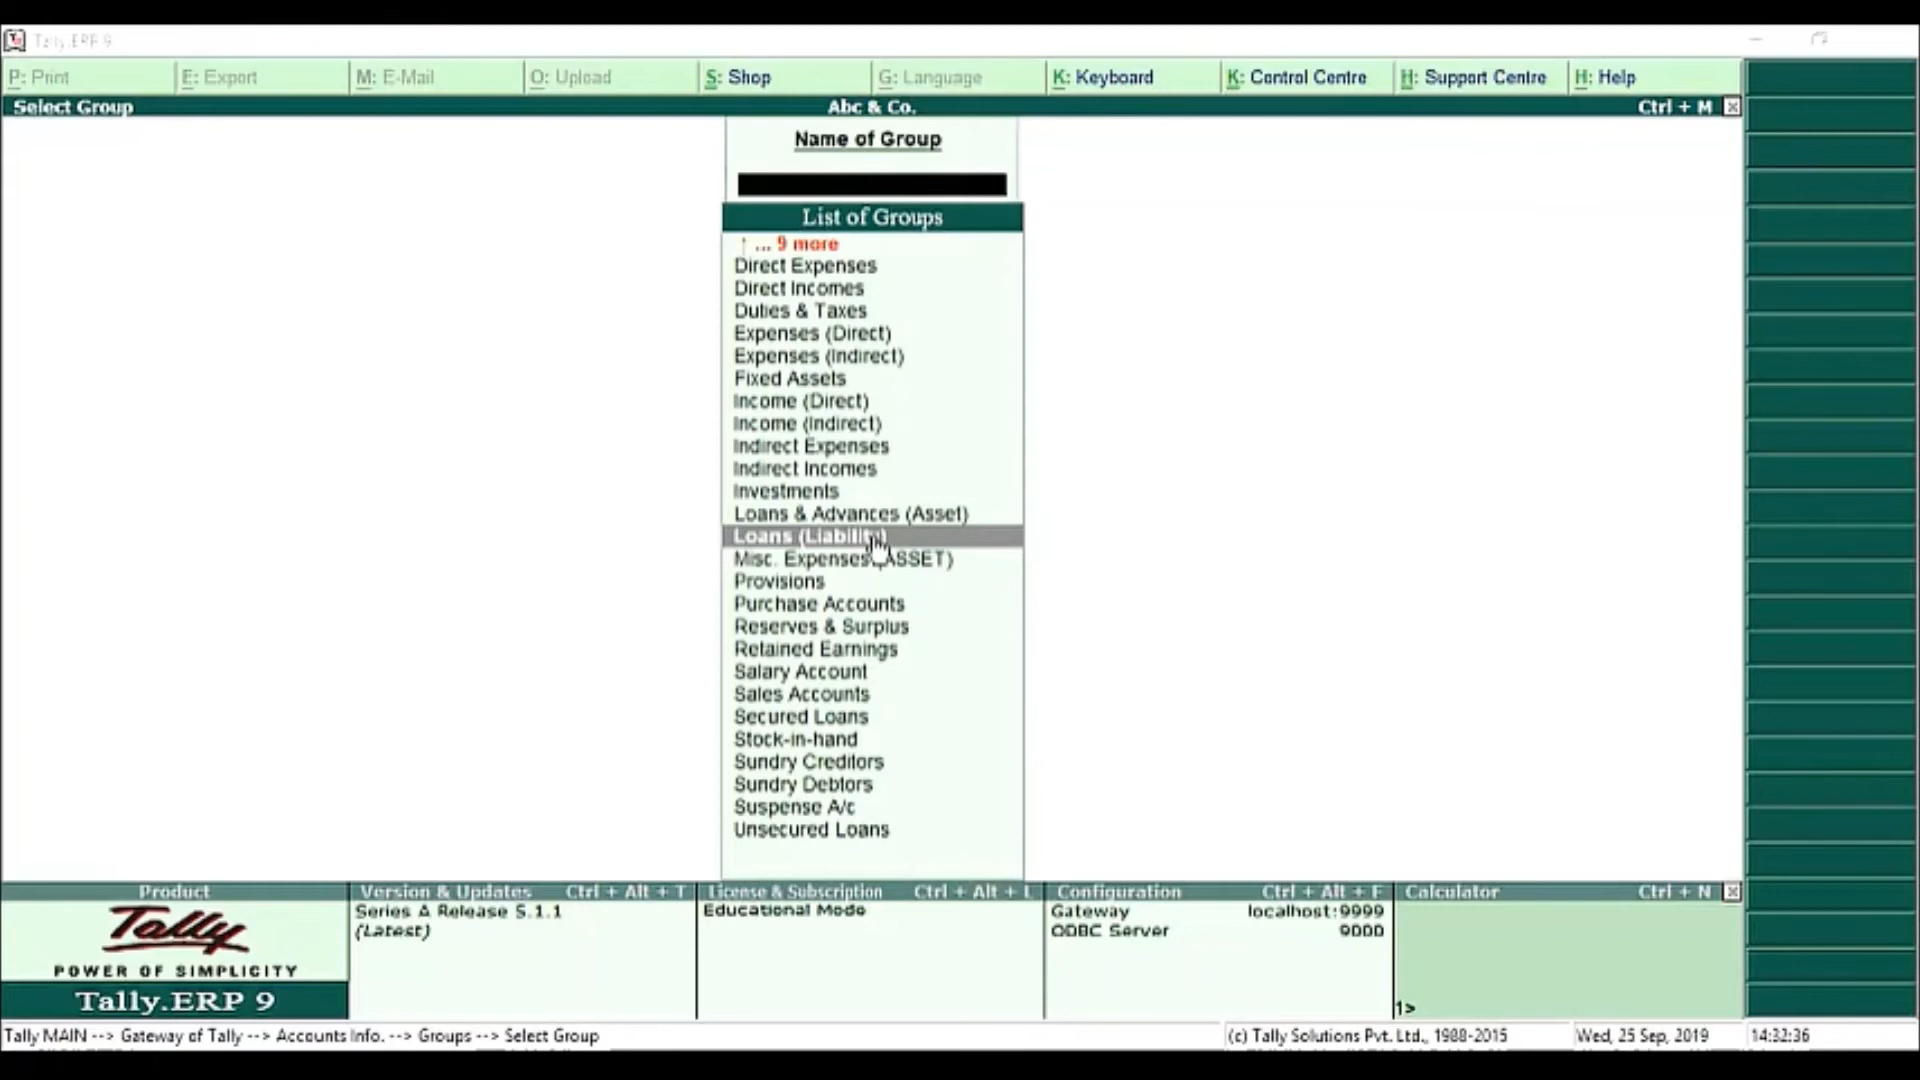 Tally.ERP 9
P: Print E: Export M: E-Mail O: Upload S: Shop G: Language K: Keyboard K: Control Centre H: Support Centre H: Help
Select Group Abc & Co. Ctrl + M
Name of Group
List of Groups
↑ ... 9 more
Direct Expenses
Direct Incomes
Duties & Taxes
Expenses (Direct)
Expenses (Indirect)
Fixed Assets
Income (Direct)
Income (Indirect)
Indirect Expenses
Indirect Incomes
Investments
Loans & Advances (Asset)
Loans (Liability)
Misc. Expenses (ASSET)
Provisions
Purchase Accounts
Reserves & Surplus
Retained Earnings
Salary Account
Sales Accounts
Secured Loans
Stock-in-hand
Sundry Creditors
Sundry Debtors
Suspense A/c
Unsecured Loans
Product Version & Updates Ctrl + Alt + T License & Subscription Ctrl + Alt + L Configuration Ctrl + Alt + F Calculator Ctrl + N
Tally
POWER OF SIMPLICITY
Tally.ERP 9
Series A Release 5.1.1
(Latest)
Educational Mode
Gateway localhost:9999
ODBC Server 9000
1>
Tally MAIN --> Gateway of Tally --> Accounts Info. --> Groups --> Select Group (c) Tally Solutions Pvt. Ltd., 1988-2015 Wed, 25 Sep, 2019 14:32:36